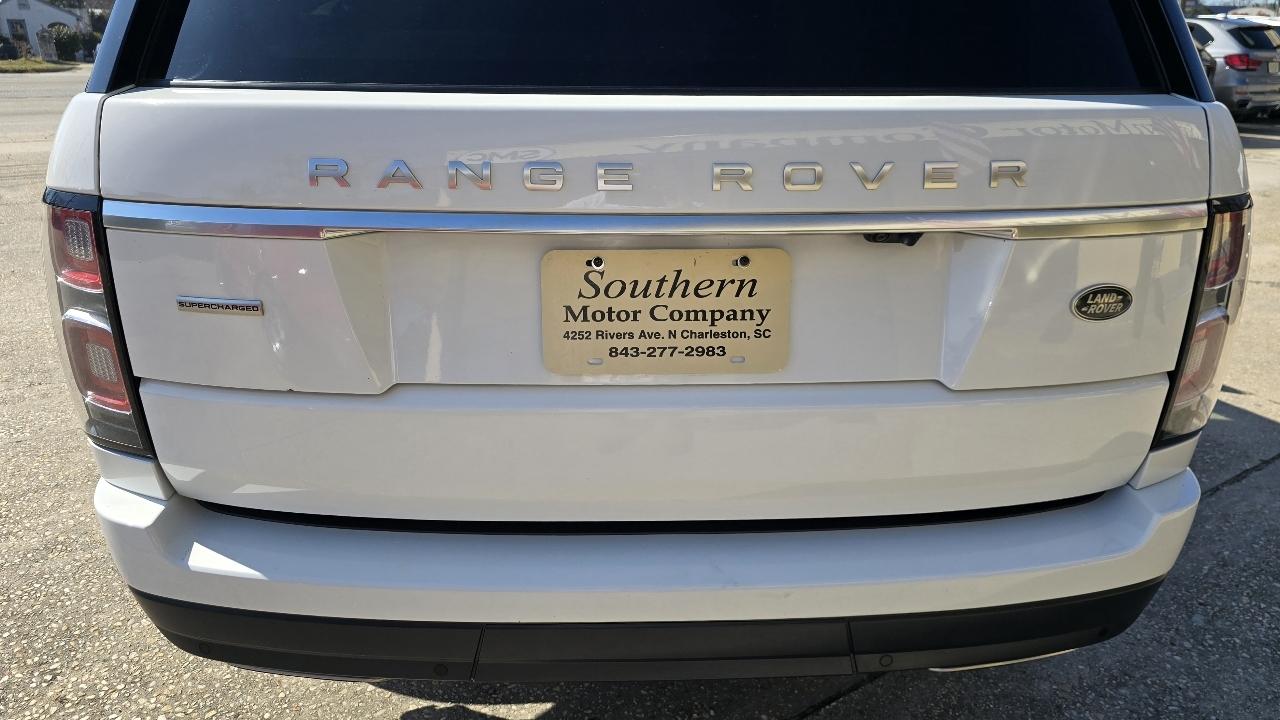 RANGE ROVER
SUPERCHARGED
Southern
Motor Company
4252 Rivers Ave. N Charleston, SC
843-277-2983
LAND-
-ROVER